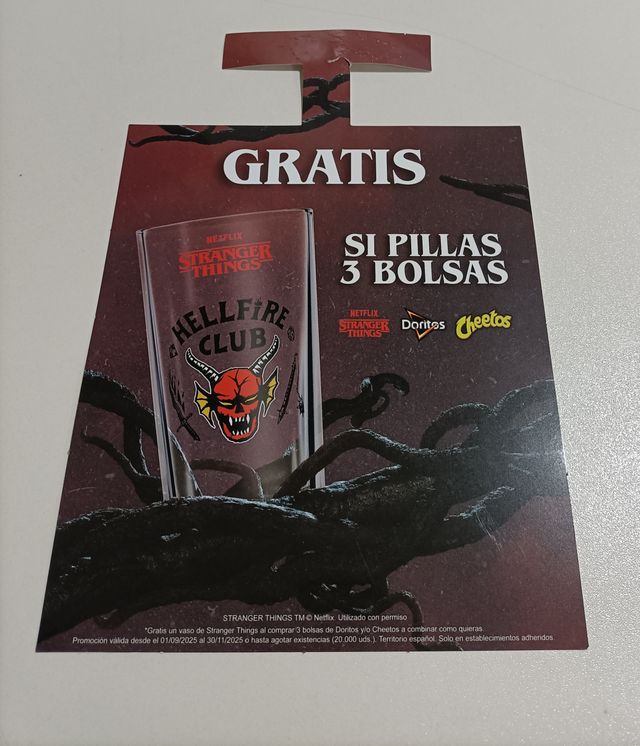 GRATIS
NETFLIX
STRANGER
THINGS
HELLFIRE
CLUB
SI PILLAS
3 BOLSAS
NETFLIX
STRANGER
THINGS
Doritos
Cheetos
STRANGER THINGS TM © Netflix. Utilizado con permiso
*Gratis un vaso de Stranger Things al comprar 3 bolsas de Doritos y/o Cheetos a combinar como quieras.
Promoción válida desde el 01/09/2025 al 30/11/2025 o hasta agotar existencias (20.000 uds.). Territorio español. Solo en establecimientos adheridos.